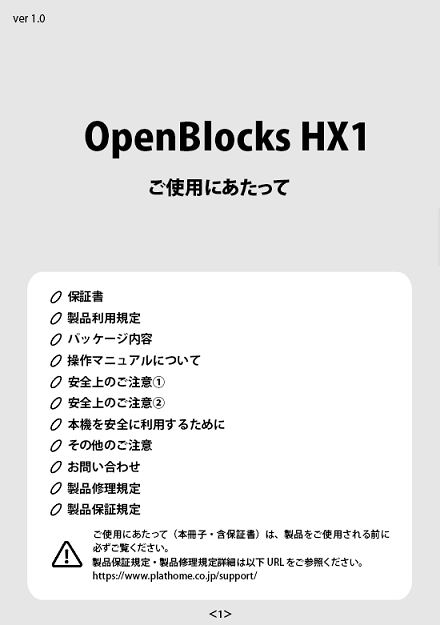 ver 1.0
OpenBlocks HX1
ご使用にあたって
保証書
製品利用規定
パッケージ内容
操作マニュアルについて
安全上のご注意①
安全上のご注意②
本機を安全に利用するために
その他のご注意
お問い合わせ
製品修理規定
製品保証規定
ご使用にあたって（本冊子・含保証書）は、製品をご使用される前に
必ずご覧ください。
製品保証規定・製品修理規定詳細は以下 URL をご参照ください。
https://www.plathome.co.jp/support/
<1>